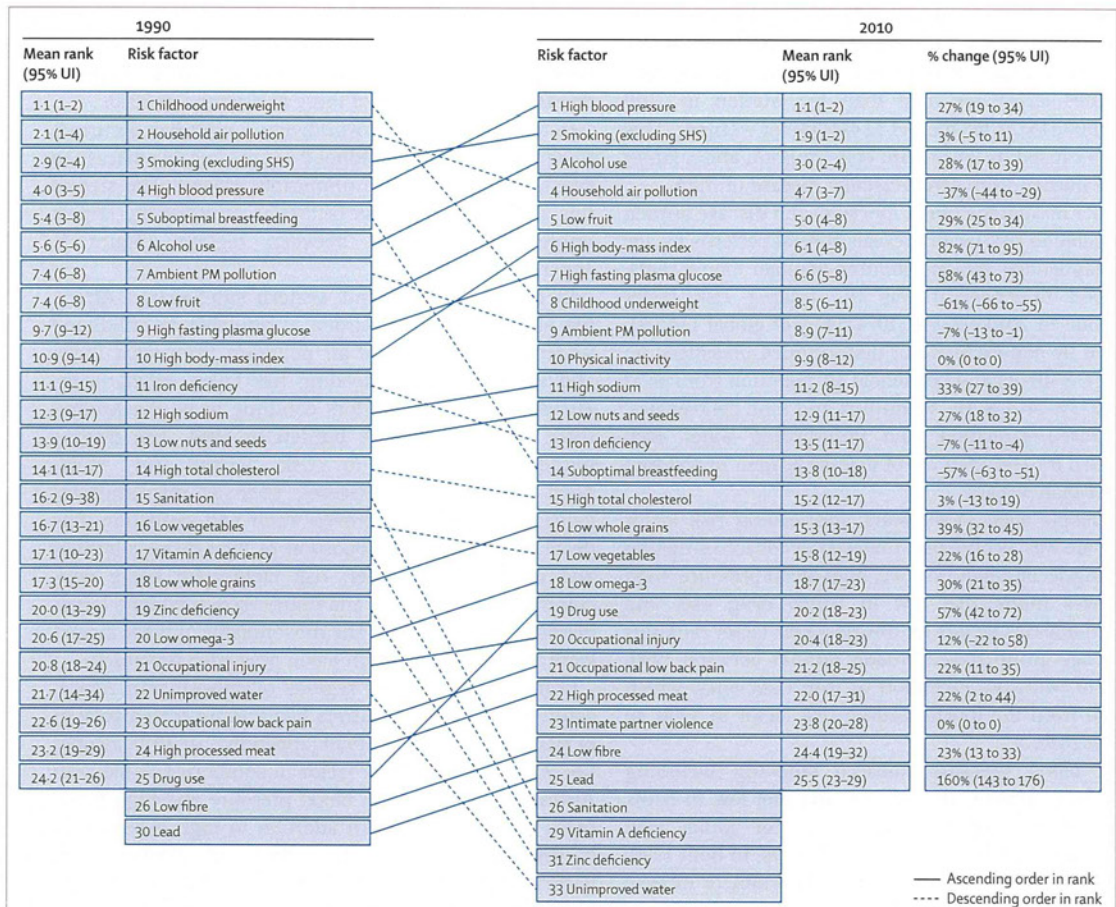 1990
2010
Mean rank
(95% UI)
Risk factor
Risk factor
Mean rank
(95% UI)
% change (95% UI)
1·1 (1–2) 1 Childhood underweight
2·1 (1–4) 2 Household air pollution
2·9 (2–4) 3 Smoking (excluding SHS)
4·0 (3–5) 4 High blood pressure
5·4 (3–8) 5 Suboptimal breastfeeding
5·6 (5–6) 6 Alcohol use
7·4 (6–8) 7 Ambient PM pollution
7·4 (6–8) 8 Low fruit
9·7 (9–12) 9 High fasting plasma glucose
10·9 (9–14) 10 High body-mass index
11·1 (9–15) 11 Iron deficiency
12·3 (9–17) 12 High sodium
13·9 (10–19) 13 Low nuts and seeds
14·1 (11–17) 14 High total cholesterol
16·2 (9–38) 15 Sanitation
16·7 (13–21) 16 Low vegetables
17·1 (10–23) 17 Vitamin A deficiency
17·3 (15–20) 18 Low whole grains
20·0 (13–29) 19 Zinc deficiency
20·6 (17–25) 20 Low omega-3
20·8 (18–24) 21 Occupational injury
21·7 (14–34) 22 Unimproved water
22·6 (19–26) 23 Occupational low back pain
23·2 (19–29) 24 High processed meat
24·2 (21–26) 25 Drug use
26 Low fibre
30 Lead
1 High blood pressure 1·1 (1–2) 27% (19 to 34)
2 Smoking (excluding SHS) 1·9 (1–2) 3% (–5 to 11)
3 Alcohol use 3·0 (2–4) 28% (17 to 39)
4 Household air pollution 4·7 (3–7) –37% (–44 to –29)
5 Low fruit 5·0 (4–8) 29% (25 to 34)
6 High body-mass index 6·1 (4–8) 82% (71 to 95)
7 High fasting plasma glucose 6·6 (5–8) 58% (43 to 73)
8 Childhood underweight 8·5 (6–11) –61% (–66 to –55)
9 Ambient PM pollution 8·9 (7–11) –7% (–13 to –1)
10 Physical inactivity 9·9 (8–12) 0% (0 to 0)
11 High sodium 11·2 (8–15) 33% (27 to 39)
12 Low nuts and seeds 12·9 (11–17) 27% (18 to 32)
13 Iron deficiency 13·5 (11–17) –7% (–11 to –4)
14 Suboptimal breastfeeding 13·8 (10–18) –57% (–63 to –51)
15 High total cholesterol 15·2 (12–17) 3% (–13 to 19)
16 Low whole grains 15·3 (13–17) 39% (32 to 45)
17 Low vegetables 15·8 (12–19) 22% (16 to 28)
18 Low omega-3 18·7 (17–23) 30% (21 to 35)
19 Drug use 20·2 (18–23) 57% (42 to 72)
20 Occupational injury 20·4 (18–23) 12% (–22 to 58)
21 Occupational low back pain 21·2 (18–25) 22% (11 to 35)
22 High processed meat 22·0 (17–31) 22% (2 to 44)
23 Intimate partner violence 23·8 (20–28) 0% (0 to 0)
24 Low fibre 24·4 (19–32) 23% (13 to 33)
25 Lead 25·5 (23–29) 160% (143 to 176)
26 Sanitation
29 Vitamin A deficiency
31 Zinc deficiency
33 Unimproved water
Ascending order in rank
Descending order in rank